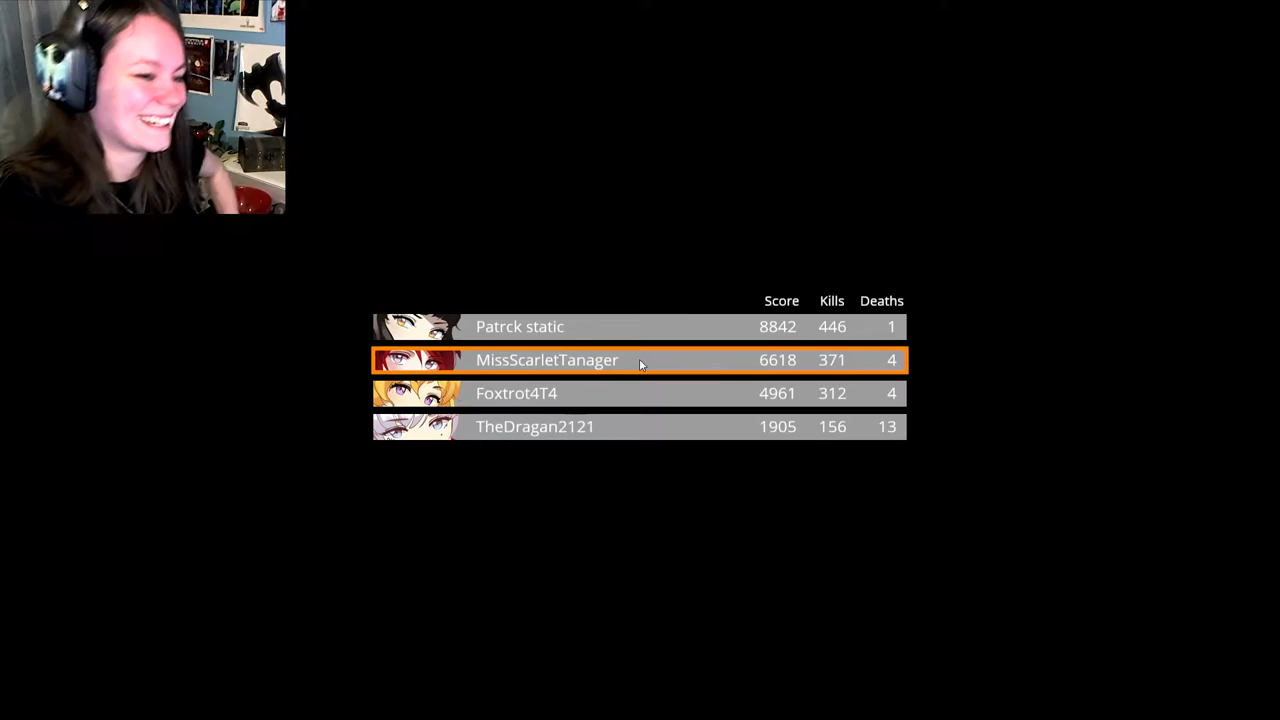 Score Kills Deaths
Patrck static 8842 446 1
MissScarletTanager 6618 371 4
Foxtrot4T4 4961 312 4
TheDragan2121 1905 156 13